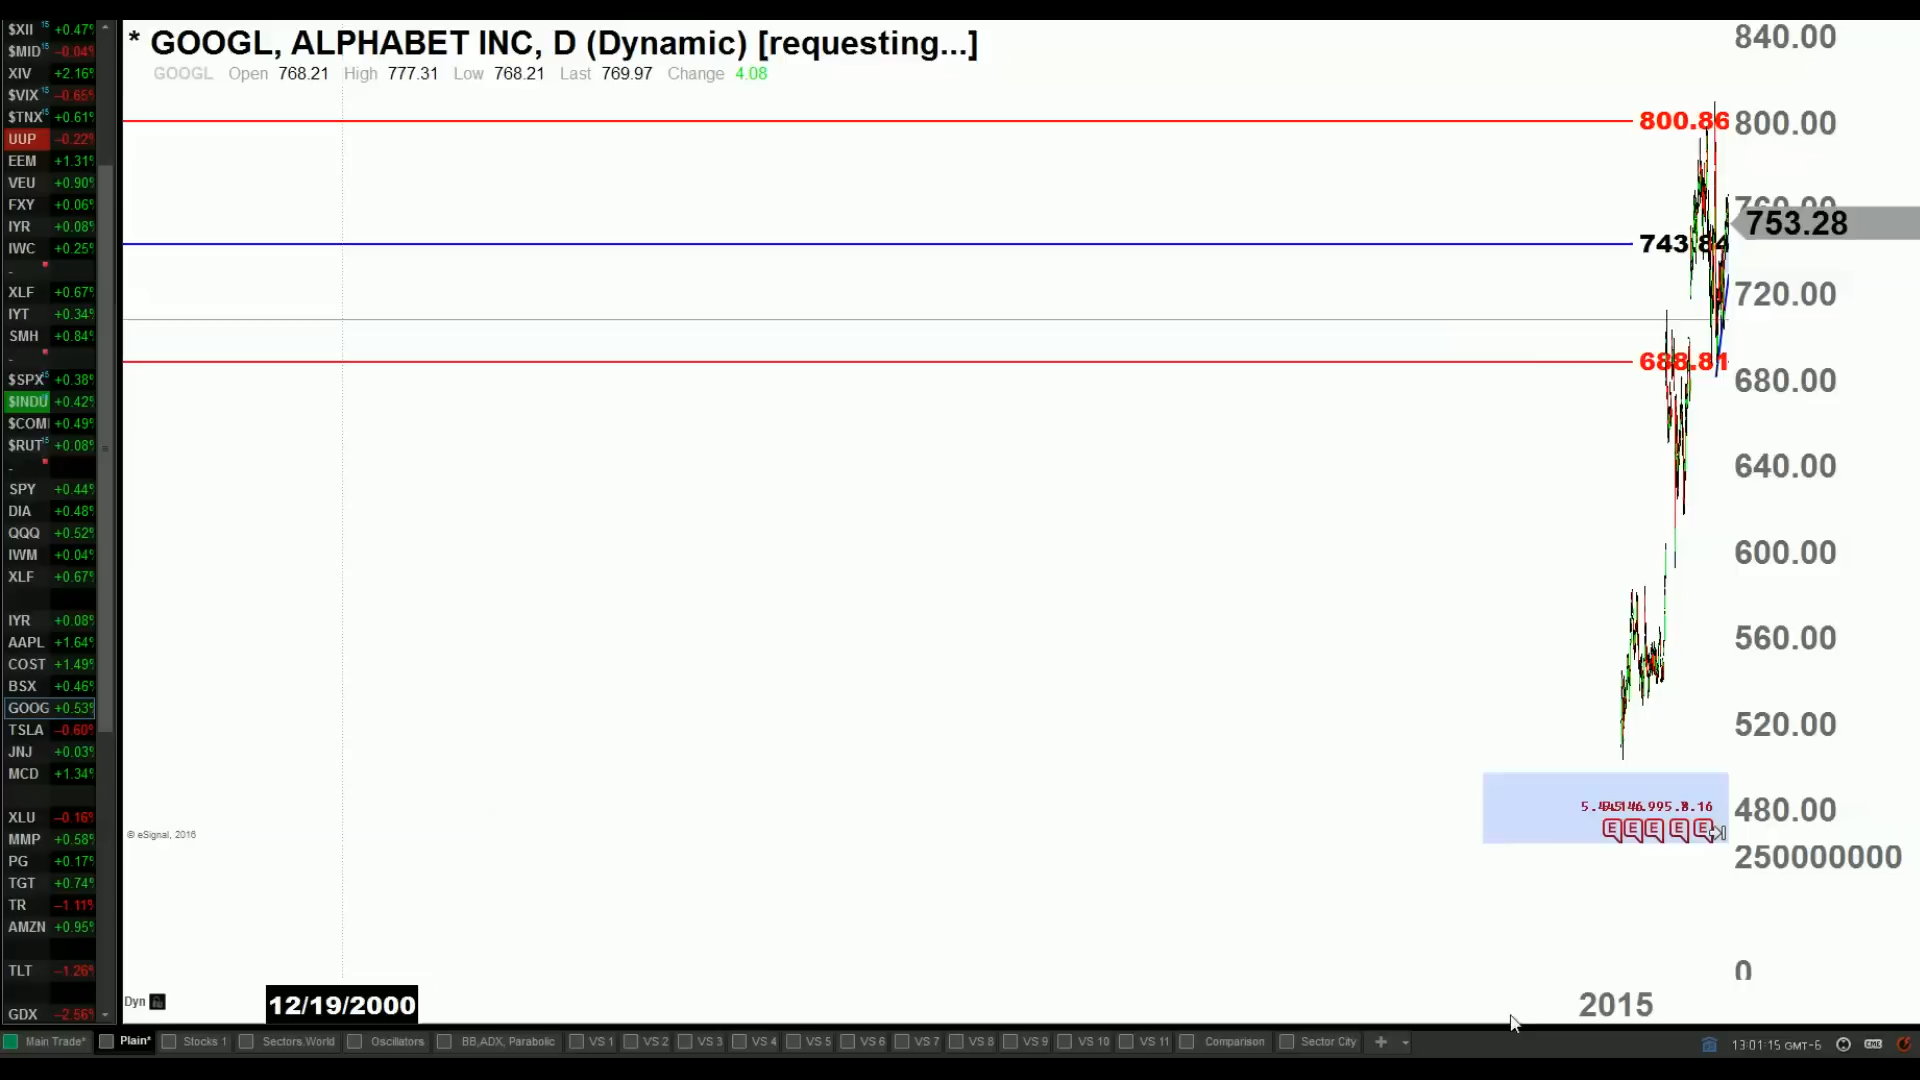 $XII 15 +0.47%
$MID 15 -0.04%
XIV +2.16%
$VIX 15 -0.65%
$TNX 15 +0.61%
UUP -0.22%
EEM +1.31%
VEU +0.90%
FXY +0.06%
IYR +0.08%
IWC +0.25%
-
XLF +0.67%
IYT +0.34%
SMH +0.84%
-
$SPX 15 +0.38%
$INDU +0.42%
$COM +0.49%
$RUT 15 +0.08%
-
SPY +0.44%
DIA +0.48%
QQQ +0.52%
IWM +0.04%
XLF +0.67%
IYR +0.08%
AAPL +1.64%
COST +1.49%
BSX +0.46%
GOOG +0.53%
TSLA -0.60%
JNJ +0.03%
MCD +1.34%
XLU -0.16%
MMP +0.58%
PG +0.17%
TGT +0.74%
TR -1.11%
AMZN +0.95%
TLT -1.26%
GDX -2.56%
* GOOGL, ALPHABET INC, D (Dynamic) [requesting...]
GOOGL Open 768.21 High 777.31 Low 768.21 Last 769.97 Change 4.08
800.86
743.84
688.81
840.00
800.00
760.00
753.28
720.00
680.00
640.00
600.00
560.00
520.00
480.00
250000000
0
E E E E E
© eSignal, 2016
Dyn
12/19/2000
2015
Main Trade* Plain* Stocks 1 Sectors.World Oscillators BB,ADX, Parabolic VS 1 VS 2 VS 3 VS 4 VS 5 VS 6 VS 7 VS 8 VS 9 VS 10 VS 11 Comparison Sector City +
13:01:15 GMT-6 CME